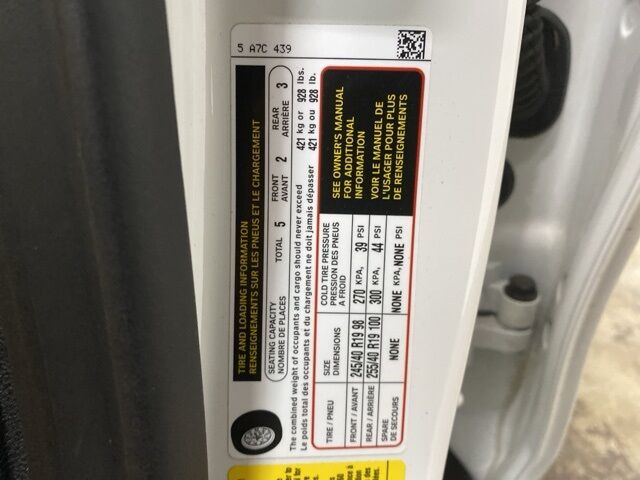 5 A7C 439
TIRE AND LOADING INFORMATION
RENSEIGNEMENTS SUR LES PNEUS ET LE CHARGEMENT
SEATING CAPACITY
NOMBRE DE PLACES
TOTAL 5
FRONT
AVANT 2
REAR
ARRIÈRE 3
The combined weight of occupants and cargo should never exceed 421 kg or 928 lbs.
Le poids total des occupants et du chargement ne doit jamais dépasser 421 kg ou 928 lb.
TIRE / PNEU
SIZE
DIMENSIONS
COLD TIRE PRESSURE
PRESSION DES PNEUS
A FROID
FRONT / AVANT 245/40 R19 98 270 KPA, 39 PSI
REAR / ARRIÈRE 255/40 R19 100 300 KPA, 44 PSI
SPARE
DE SECOURS NONE NONE KPA, NONE PSI
SEE OWNER'S MANUAL
FOR ADDITIONAL
INFORMATION
VOIR LE MANUEL DE
L'USAGER POUR PLUS
DE RENSEIGNEMENTS